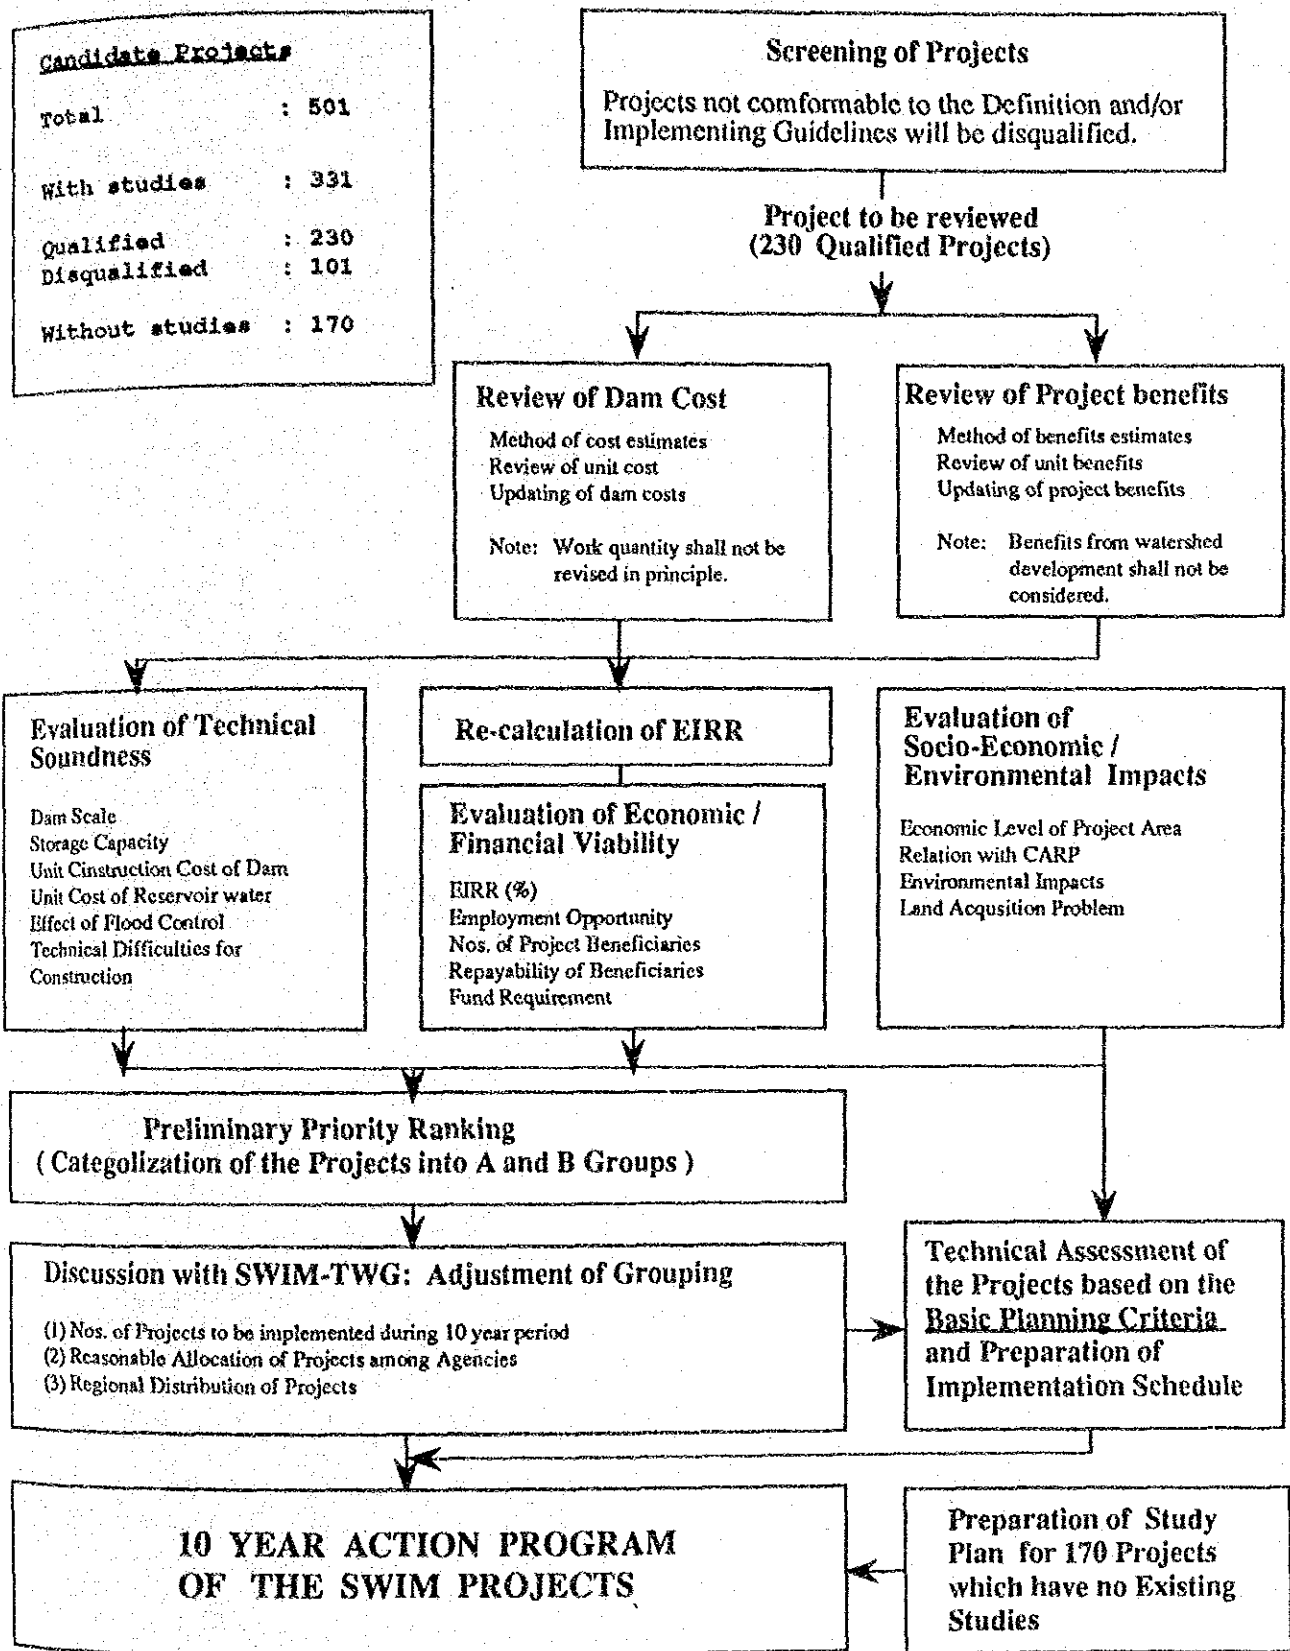 Candidate Projects
Total : 501
With studies : 331
Qualified : 230
Disqualified : 101
Without studies : 170
Screening of Projects
Projects not comformable to the Definition and/or
Implementing Guidelines will be disqualified.
Project to be reviewed
(230 Qualified Projects)
Review of Dam Cost
Method of cost estimates
Review of unit cost
Updating of dam costs
Note: Work quantity shall not be
revised in principle.
Review of Project benefits
Method of benefits estimates
Review of unit benefits
Updating of project benefits
Note: Benefits from watershed
development shall not be
considered.
Evaluation of Technical
Soundness
Dam Scale
Storage Capacity
Unit Cinstruction Cost of Dam
Unit Cost of Reservoir water
Effect of Flood Control
Technical Difficulties for
Construction
Re-calculation of EIRR
Evaluation of Economic /
Financial Viability
EIRR (%)
Employment Opportunity
Nos. of Project Beneficiaries
Repayability of Beneficiaries
Fund Requirement
Evaluation of
Socio-Economic /
Environmental Impacts
Economic Level of Project Area
Relation with CARP
Environmental Impacts
Land Acqusition Problem
Preliminary Priority Ranking
( Categolization of the Projects into A and B Groups )
Discussion with SWIM-TWG: Adjustment of Grouping
(1) Nos. of Projects to be implemented during 10 year period
(2) Reasonable Allocation of Projects among Agencies
(3) Regional Distribution of Projects
Technical Assessment of
the Projects based on the
Basic Planning Criteria
and Preparation of
Implementation Schedule
10 YEAR ACTION PROGRAM
OF THE SWIM PROJECTS
Preparation of Study
Plan for 170 Projects
which have no Existing
Studies